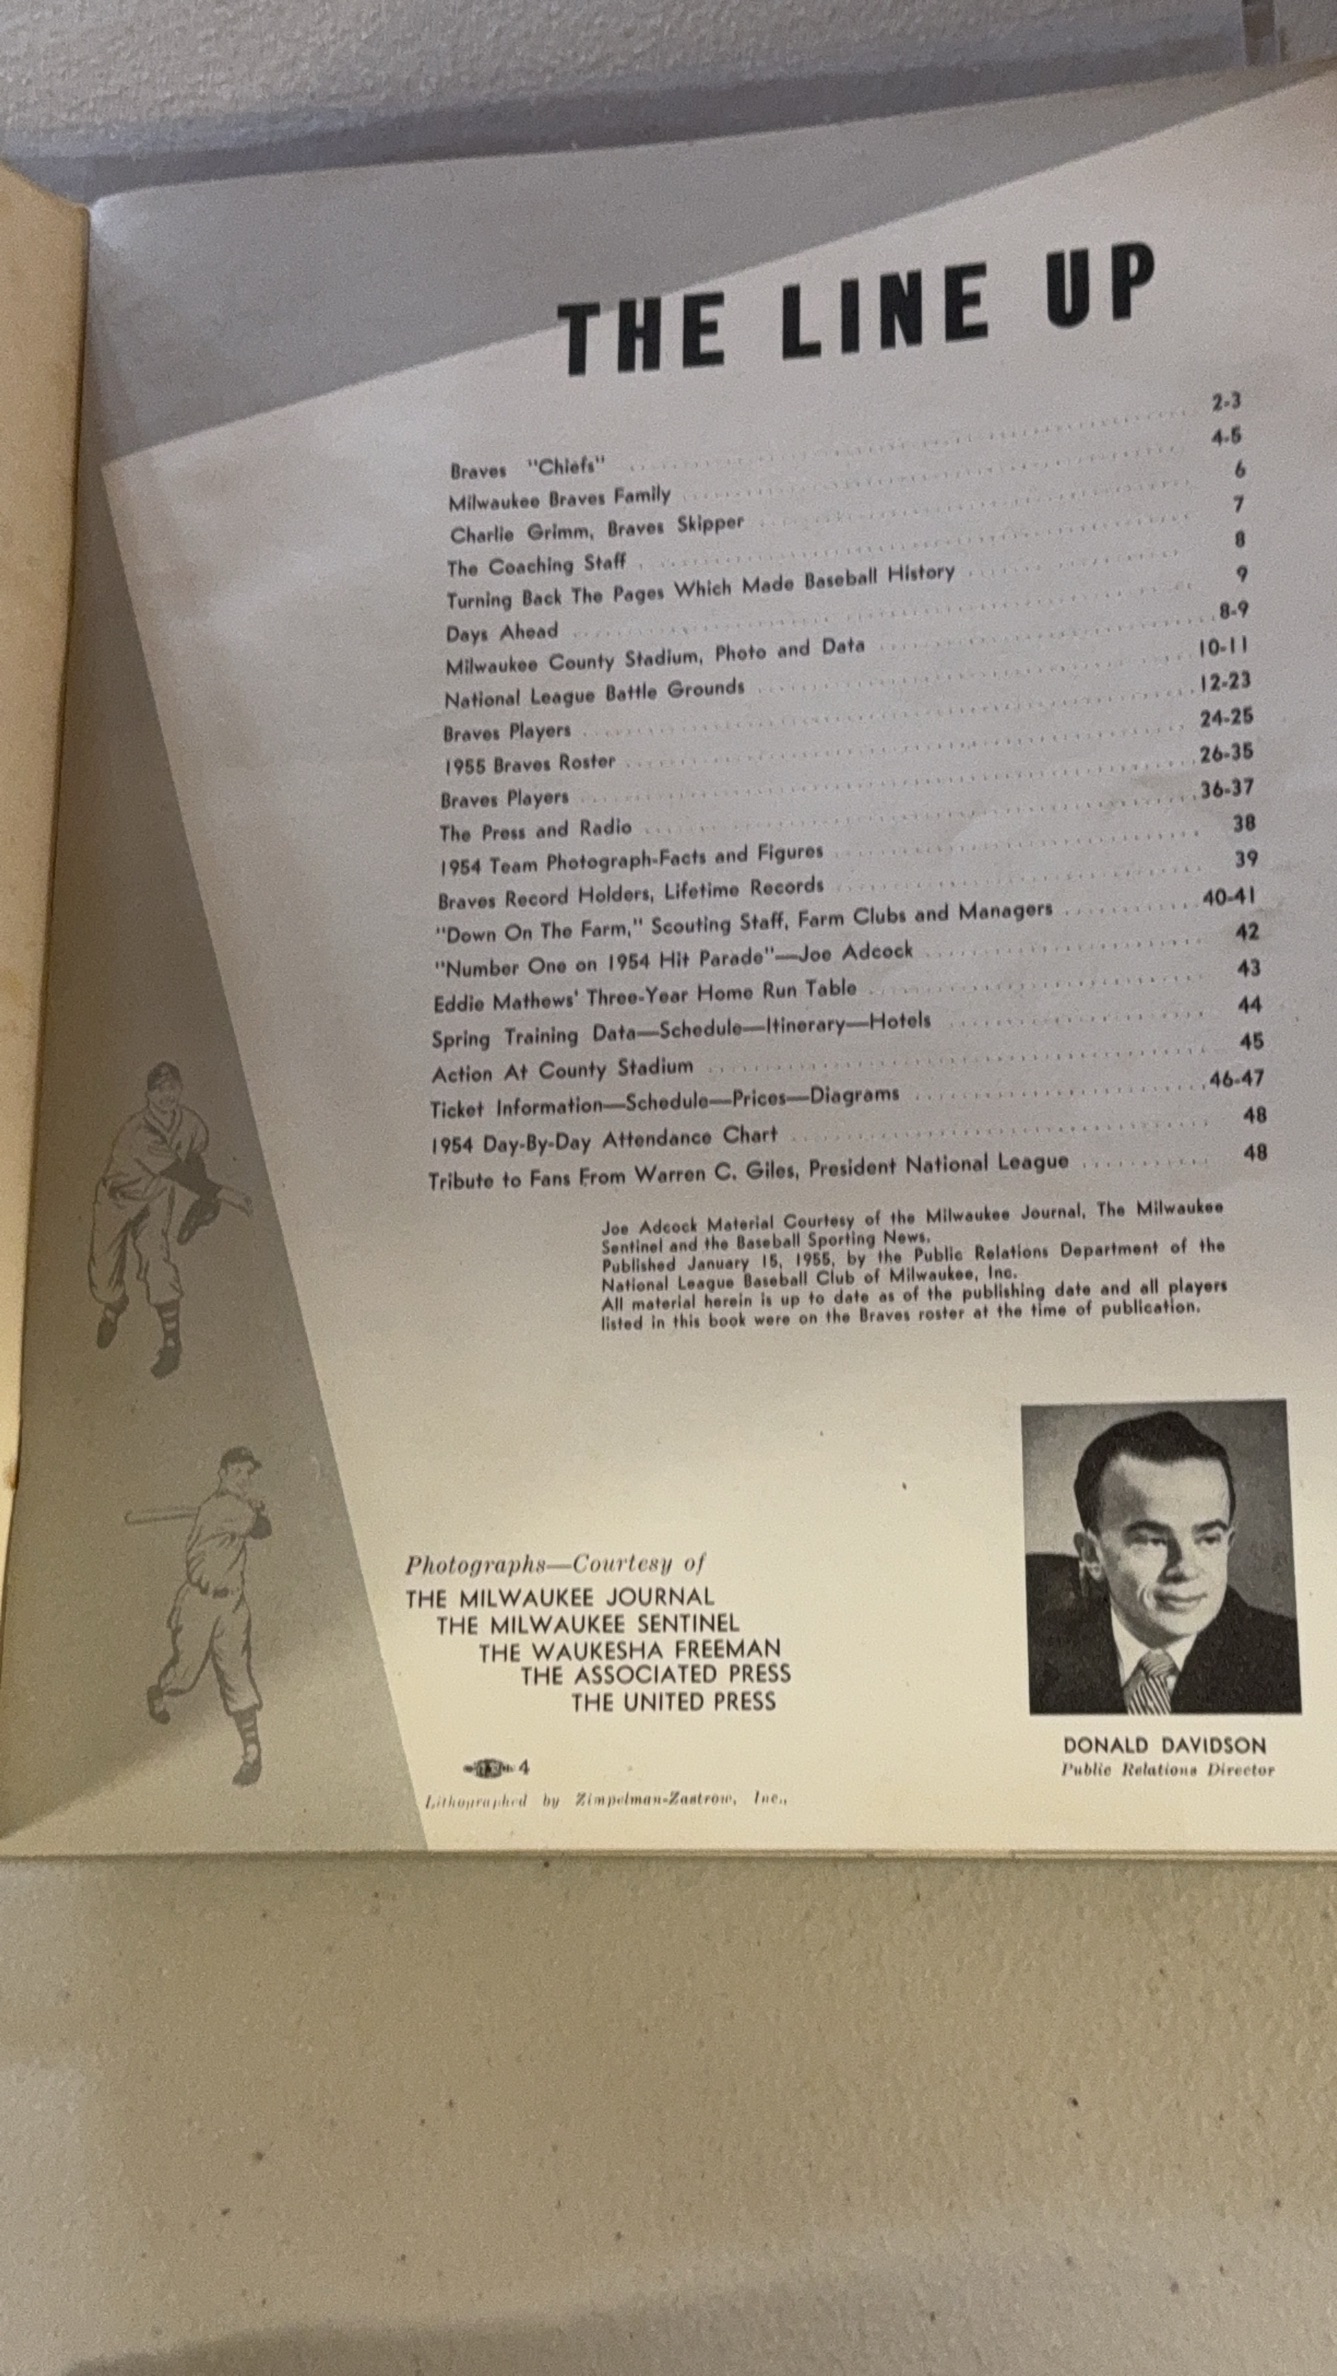 THE LINE UP
Braves "Chiefs" 2-3
Milwaukee Braves Family 4-5
Charlie Grimm, Braves Skipper 6
The Coaching Staff 7
Turning Back The Pages Which Made Baseball History 8
Days Ahead 9
Milwaukee County Stadium, Photo and Data 8-9
National League Battle Grounds 10-11
Braves Players 12-23
1955 Braves Roster 24-25
Braves Players 26-35
The Press and Radio 36-37
1954 Team Photograph-Facts and Figures 38
Braves Record Holders, Lifetime Records 39
"Down On The Farm," Scouting Staff, Farm Clubs and Managers 40-41
"Number One on 1954 Hit Parade"—Joe Adcock 42
Eddie Mathews' Three-Year Home Run Table 43
Spring Training Data—Schedule—Itinerary—Hotels 44
Action At County Stadium 45
Ticket Information—Schedule—Prices—Diagrams 46-47
1954 Day-By-Day Attendance Chart 48
Tribute to Fans From Warren C. Giles, President National League 48
Joe Adcock Material Courtesy of the Milwaukee Journal, The Milwaukee
Sentinel and the Baseball Sporting News.
Published January 15, 1955, by the Public Relations Department of the
National League Baseball Club of Milwaukee, Inc.
All material herein is up to date as of the publishing date and all players
listed in this book were on the Braves roster at the time of publication.
Photographs—Courtesy of
THE MILWAUKEE JOURNAL
THE MILWAUKEE SENTINEL
THE WAUKESHA FREEMAN
THE ASSOCIATED PRESS
THE UNITED PRESS
4
Lithographed by Zimpelman-Zastrow, Inc.,
DONALD DAVIDSON
Public Relations Director